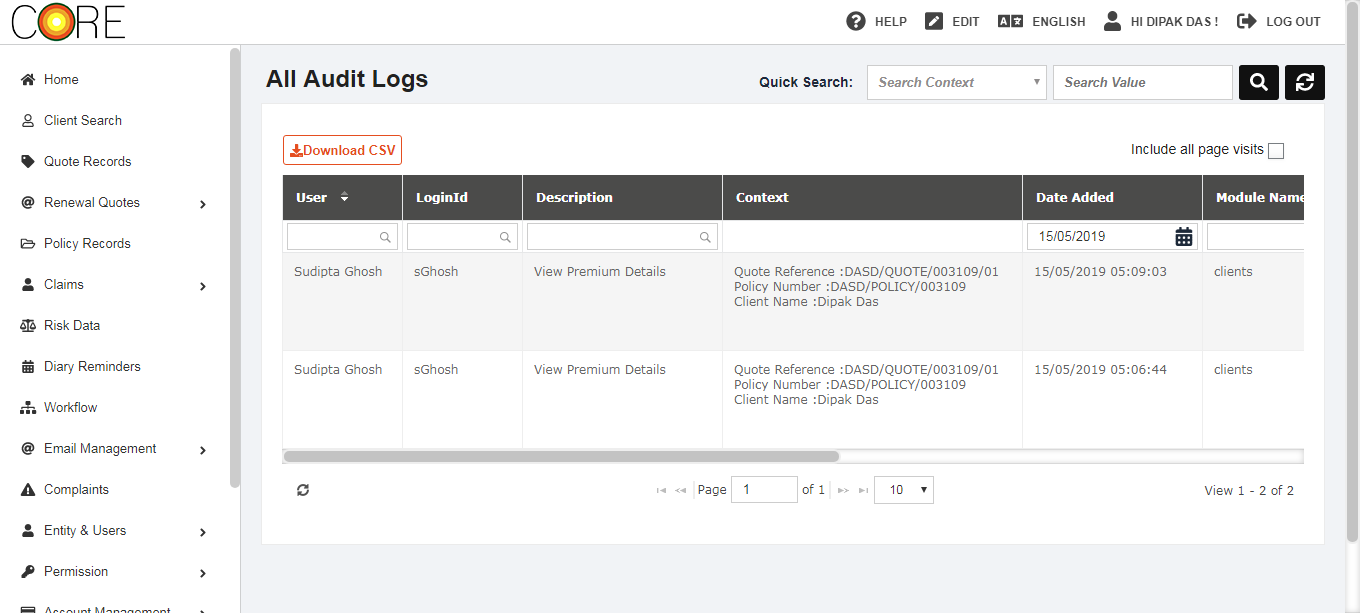 CORE
HELP EDIT ENGLISH HI DIPAK DAS ! LOG OUT
Home
Client Search
Quote Records
Renewal Quotes
Policy Records
Claims
Risk Data
Diary Reminders
Workflow
Email Management
Complaints
Entity & Users
Permission
Account Management
All Audit Logs
Quick Search: Search Context Search Value
Download CSV
Include all page visits
User LoginId Description Context Date Added Module Name
15/05/2019
Sudipta Ghosh sGhosh View Premium Details Quote Reference :DASD/QUOTE/003109/01 15/05/2019 05:09:03 clients
Policy Number :DASD/POLICY/003109
Client Name :Dipak Das
Sudipta Ghosh sGhosh View Premium Details Quote Reference :DASD/QUOTE/003109/01 15/05/2019 05:06:44 clients
Policy Number :DASD/POLICY/003109
Client Name :Dipak Das
Page 1 of 1 10 View 1 - 2 of 2